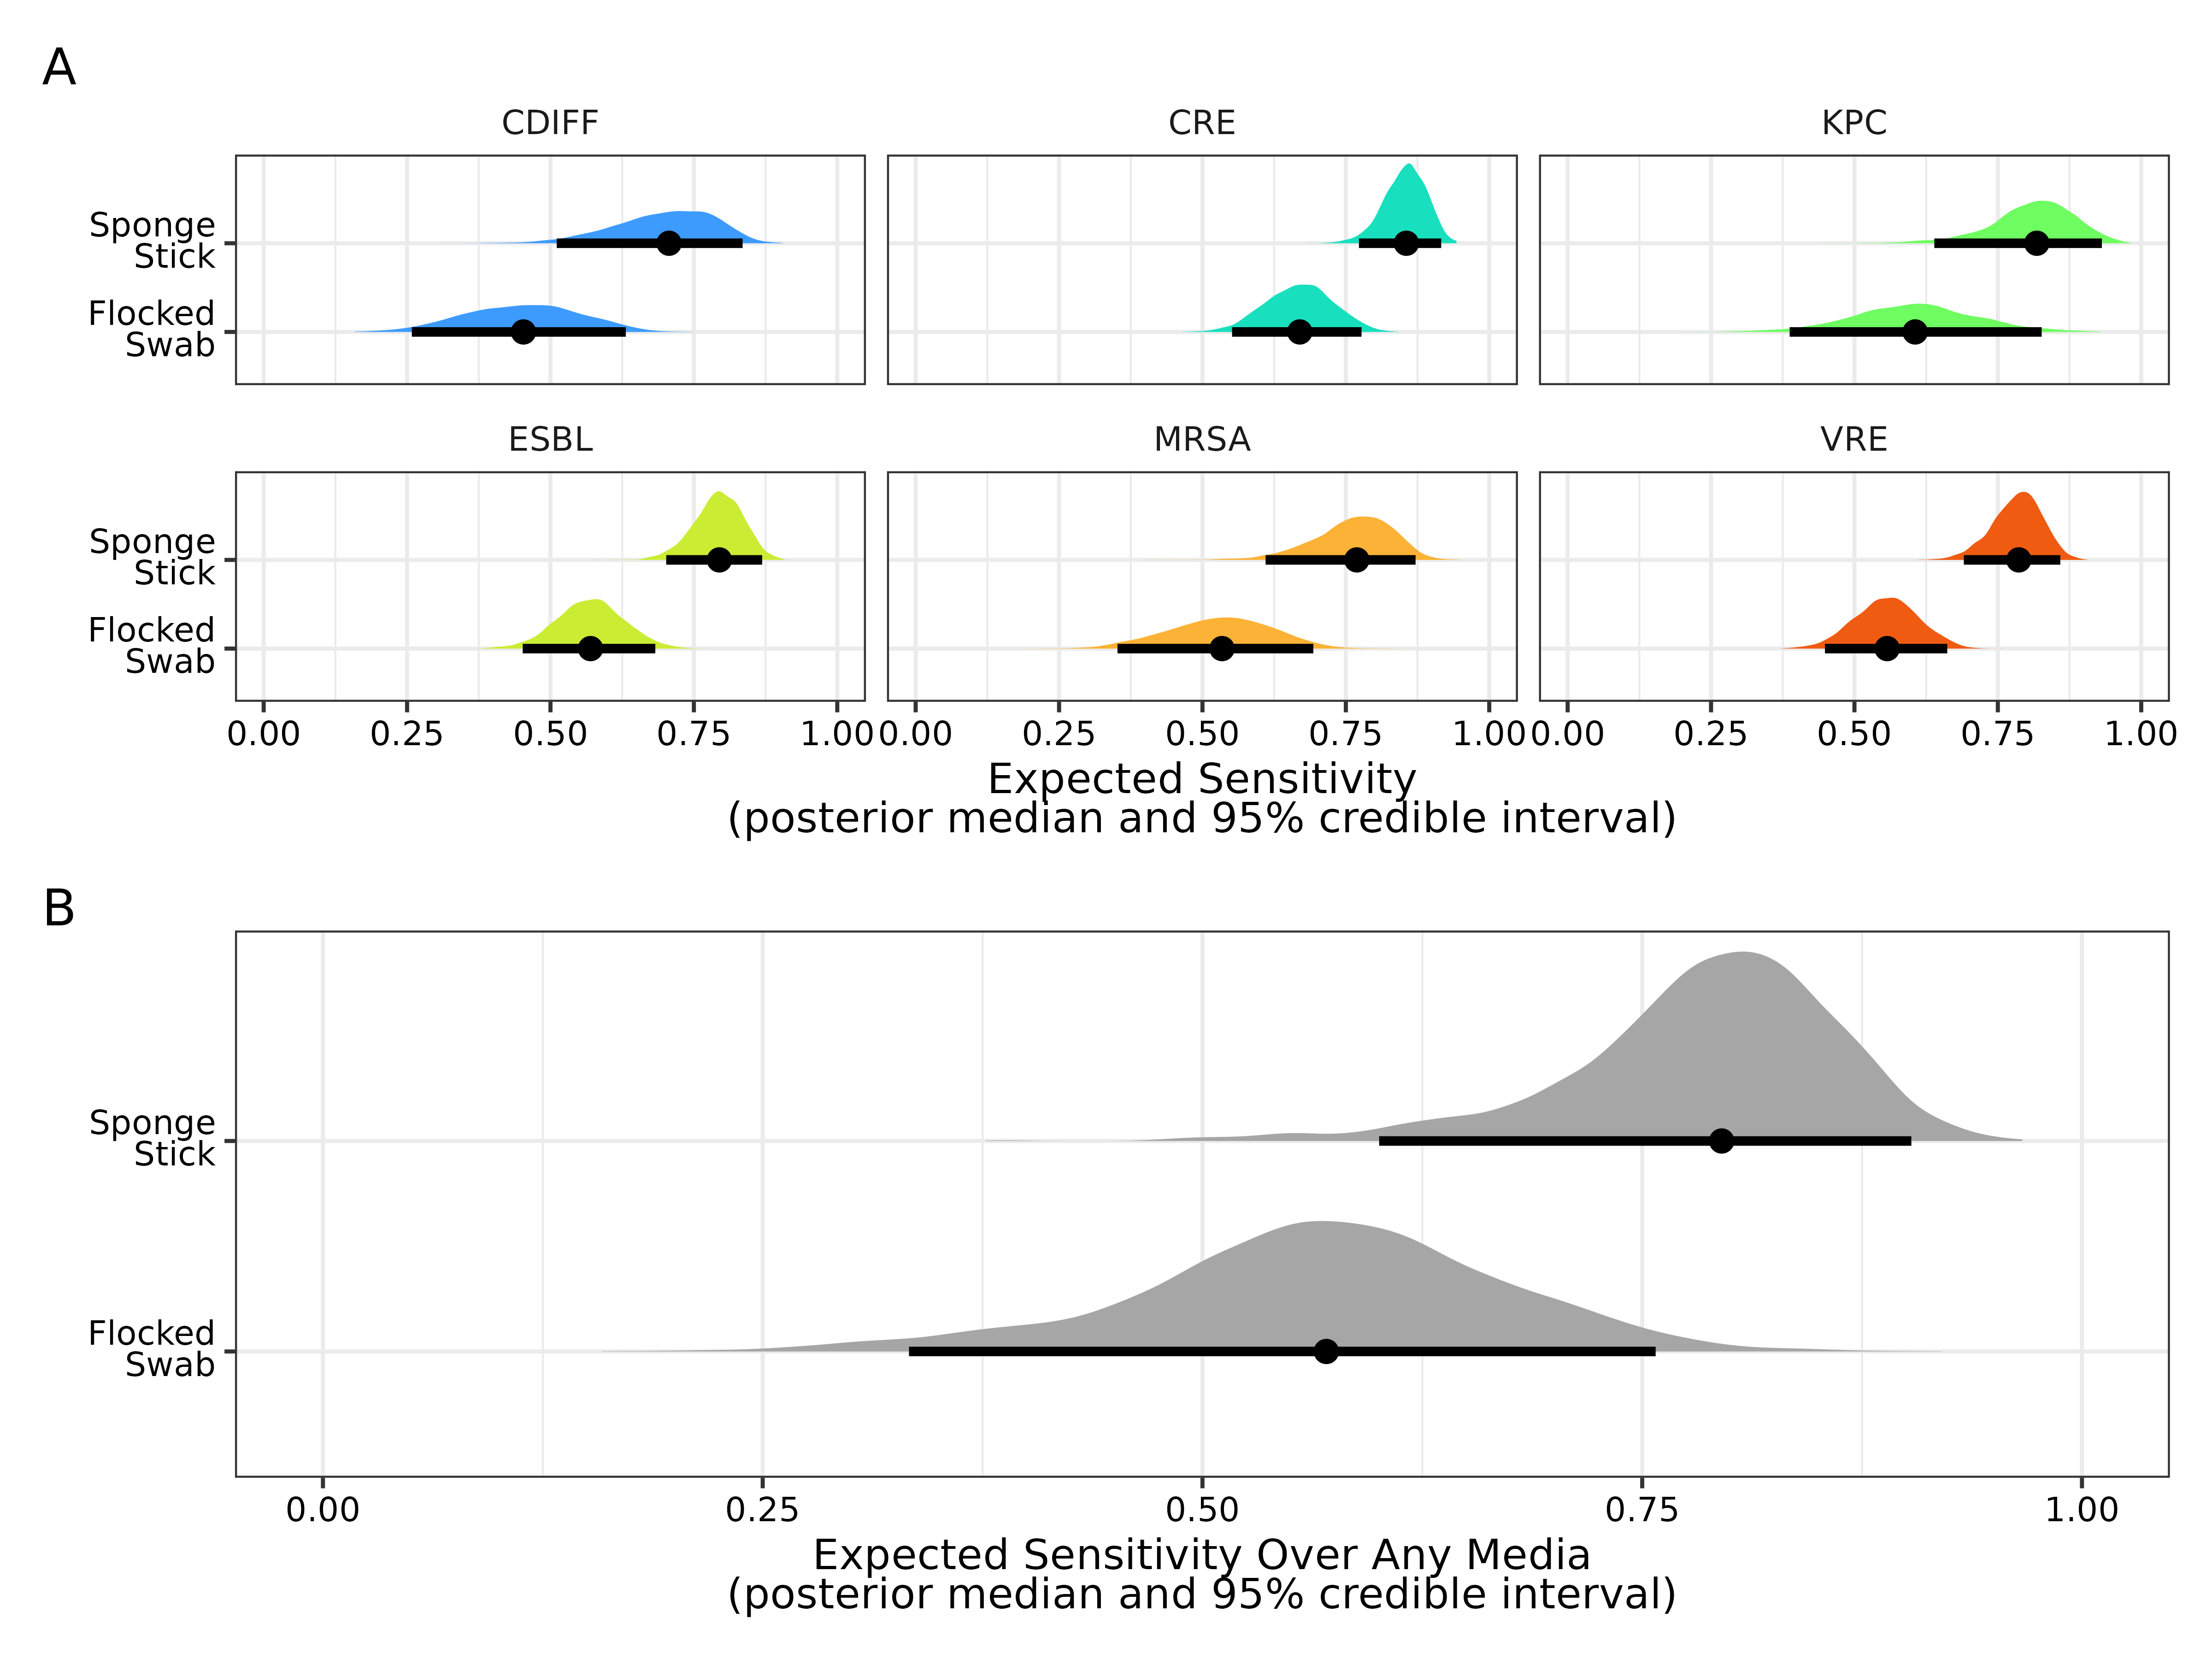 A
CDIFF CRE KPC
Sponge
Stick
Flocked
Swab
ESBL MRSA VRE
Sponge
Stick
Flocked
Swab
0.00 0.25 0.50 0.75 1.00 0.00 0.25 0.50 0.75 1.00 0.00 0.25 0.50 0.75 1.00
Expected Sensitivity
(posterior median and 95% credible interval)
B
Sponge
Stick
Flocked
Swab
0.00 0.25 0.50 0.75 1.00
Expected Sensitivity Over Any Media
(posterior median and 95% credible interval)